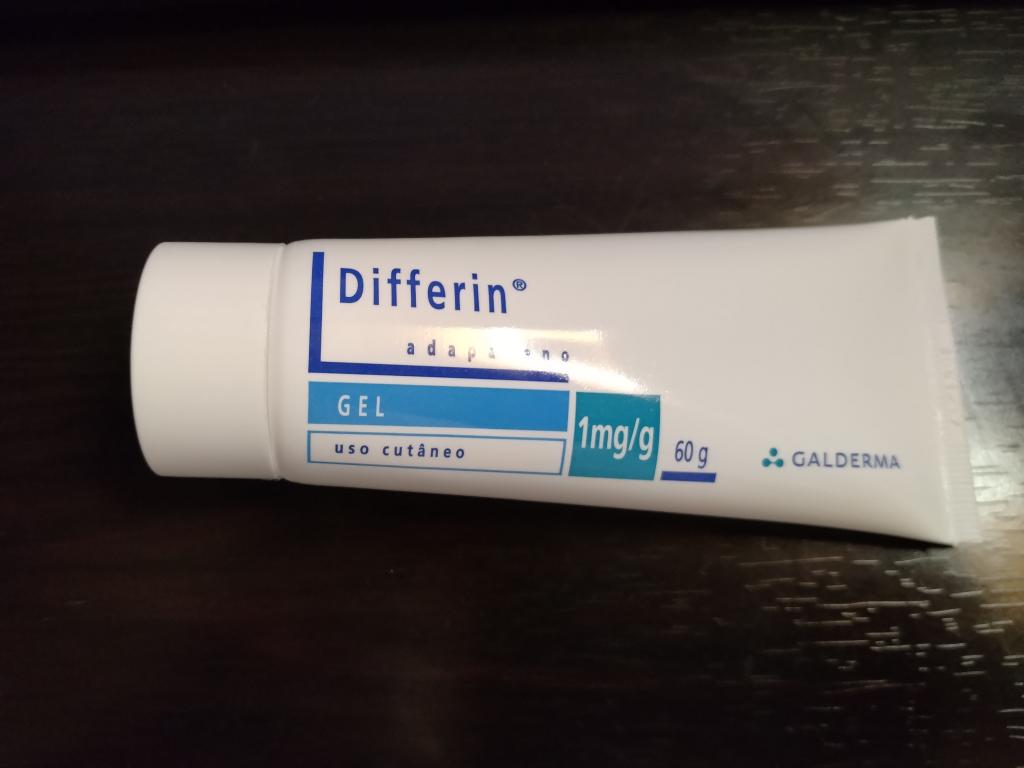 Differin®
GEL
uso cutâneo
1mg/g
60 g
GALDERMA